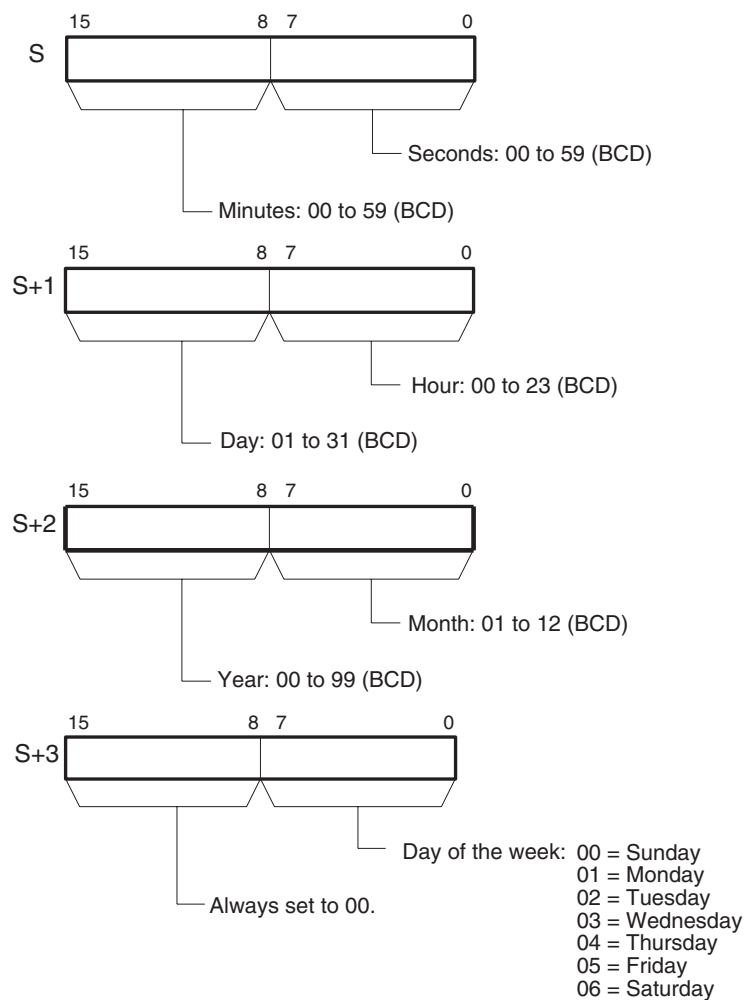 15 8 7 0
S
Seconds: 00 to 59 (BCD)
Minutes: 00 to 59 (BCD)
15 8 7 0
S+1
Hour: 00 to 23 (BCD)
Day: 01 to 31 (BCD)
15 8 7 0
S+2
Month: 01 to 12 (BCD)
Year: 00 to 99 (BCD)
15 8 7 0
S+3
Day of the week: 00 = Sunday
01 = Monday
02 = Tuesday
03 = Wednesday
04 = Thursday
05 = Friday
06 = Saturday
Always set to 00.